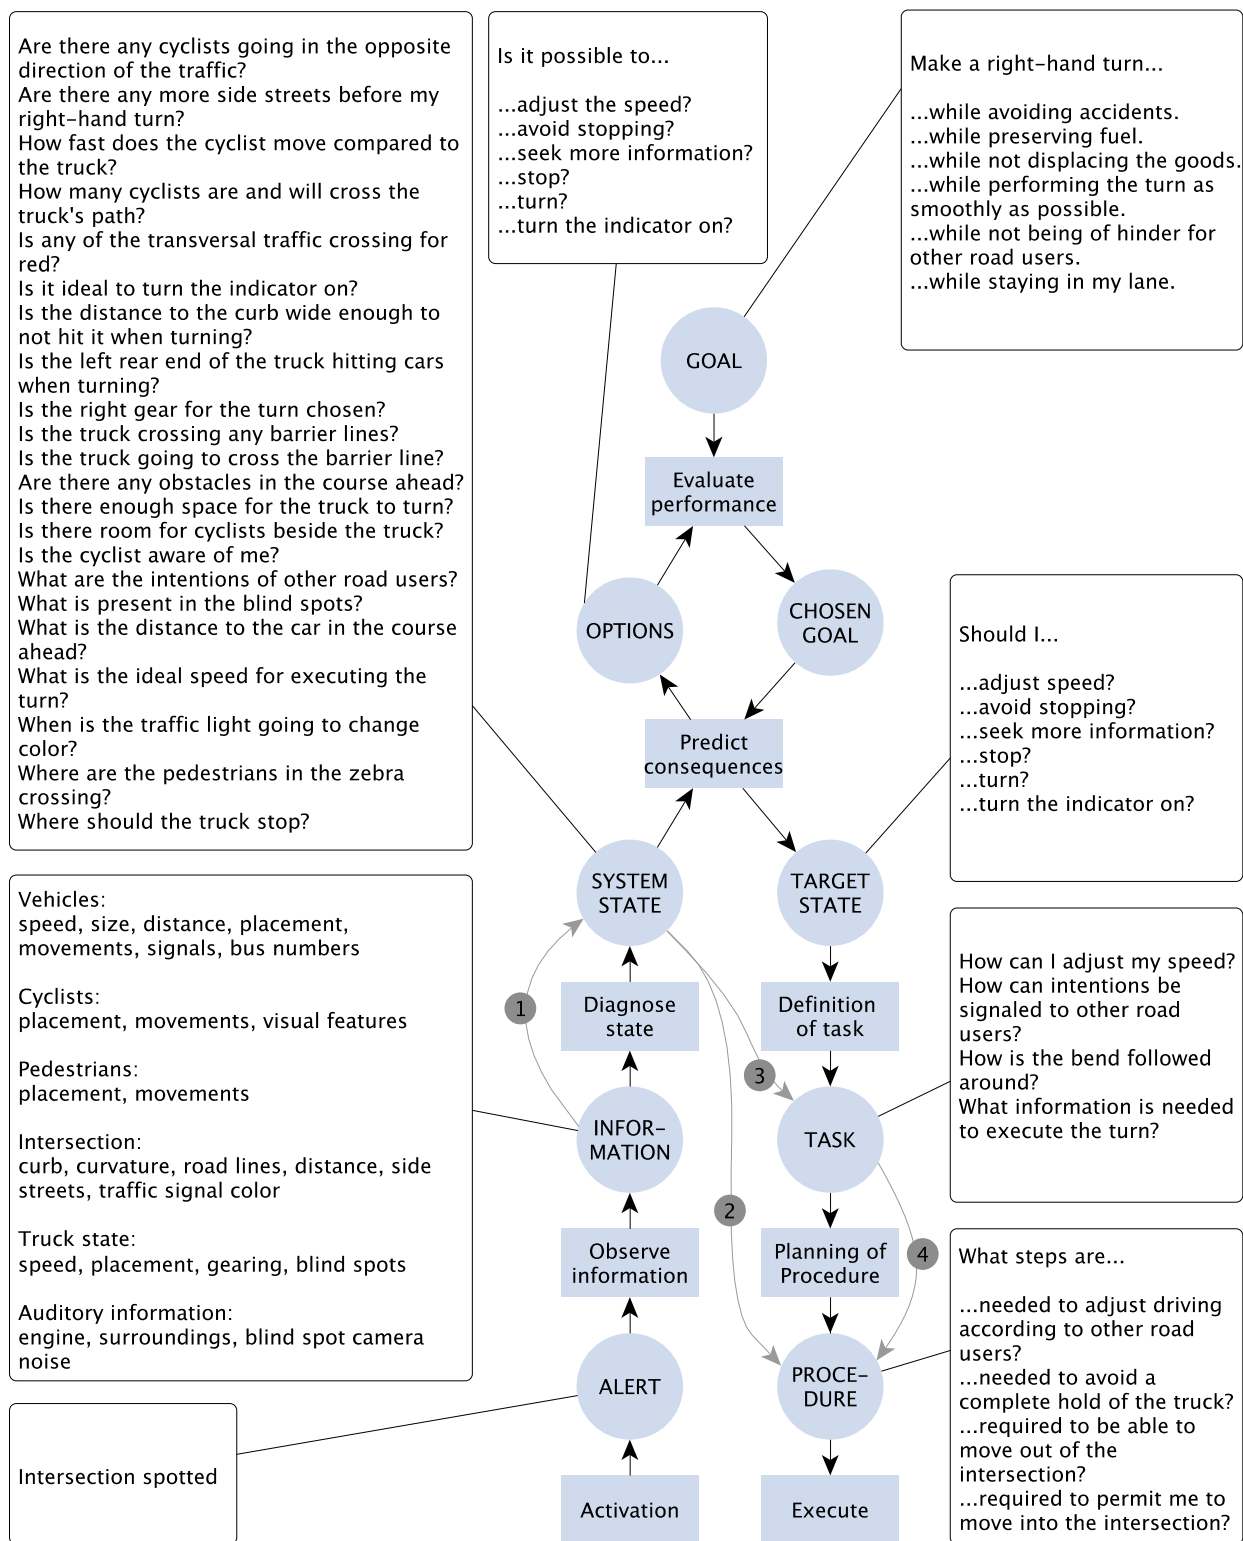 Are there any cyclists going in the opposite
direction of the traffic?
Are there any more side streets before my
right-hand turn?
How fast does the cyclist move compared to
the truck?
How many cyclists are and will cross the
truck's path?
Is any of the transversal traffic crossing for
red?
Is it ideal to turn the indicator on?
Is the distance to the curb wide enough to
not hit it when turning?
Is the left rear end of the truck hitting cars
when turning?
Is the right gear for the turn chosen?
Is the truck crossing any barrier lines?
Is the truck going to cross the barrier line?
Are there any obstacles in the course ahead?
Is there enough space for the truck to turn?
Is there room for cyclists beside the truck?
Is the cyclist aware of me?
What are the intentions of other road users?
What is present in the blind spots?
What is the distance to the car in the course
ahead?
What is the ideal speed for executing the
turn?
When is the traffic light going to change
color?
Where are the pedestrians in the zebra
crossing?
Where should the truck stop?
Is it possible to...
...adjust the speed?
...avoid stopping?
...seek more information?
...stop?
...turn?
...turn the indicator on?
Make a right-hand turn...
...while avoiding accidents.
...while preserving fuel.
...while not displacing the goods.
...while performing the turn as
smoothly as possible.
...while not being of hinder for
other road users.
...while staying in my lane.
GOAL
Evaluate
performance
OPTIONS
CHOSEN
GOAL
Predict
consequences
SYSTEM
STATE
TARGET
STATE
Should I...
...adjust speed?
...avoid stopping?
...seek more information?
...stop?
...turn?
...turn the indicator on?
Vehicles:
speed, size, distance, placement,
movements, signals, bus numbers
Cyclists:
placement, movements, visual features
Pedestrians:
placement, movements
Intersection:
curb, curvature, road lines, distance, side
streets, traffic signal color
Truck state:
speed, placement, gearing, blind spots
Auditory information:
engine, surroundings, blind spot camera
noise
1
Diagnose
state
Definition
of task
3
INFOR-
MATION
TASK
How can I adjust my speed?
How can intentions be
signaled to other road
users?
How is the bend followed
around?
What information is needed
to execute the turn?
2
Observe
information
Planning of
Procedure
4
ALERT
PROCE-
DURE
What steps are...
...needed to adjust driving
according to other road
users?
...needed to avoid a
complete hold of the truck?
...required to be able to
move out of the
intersection?
...required to permit me to
move into the intersection?
Intersection spotted
Activation
Execute